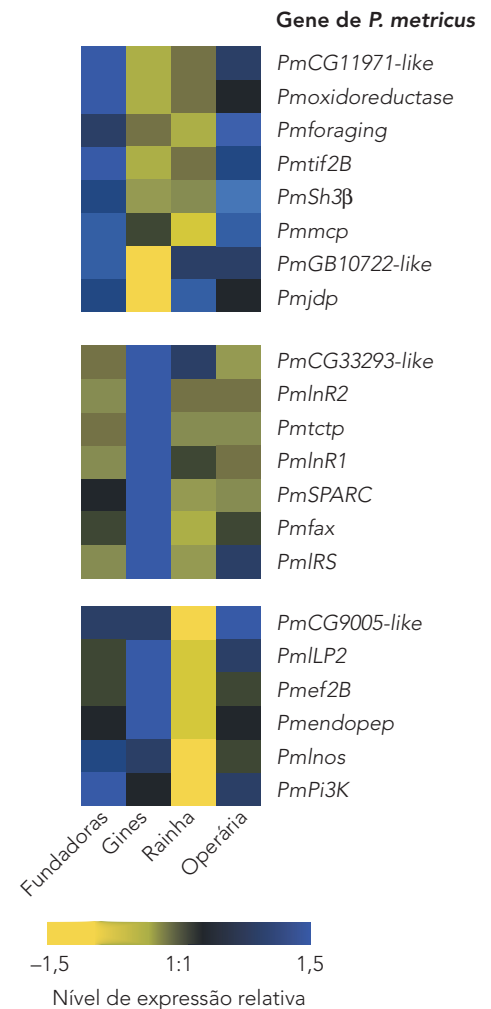 Gene de P. metricus
PmCG11971-like
Pmoxidoreductase
Pmforaging
Pmtif2B
PmSh3β
Pmmcp
PmGB10722-like
Pmjdp
PmCG33293-like
PmlnR2
Pmtctp
PmlnR1
PmSPARC
Pmfax
PmlRS
PmCG9005-like
PmlLP2
Pmef2B
Pmendopep
Pmlnos
PmPi3K
Fundadoras
Gines
Rainha
Operária
–1,5 1:1 1,5
Nível de expressão relativa